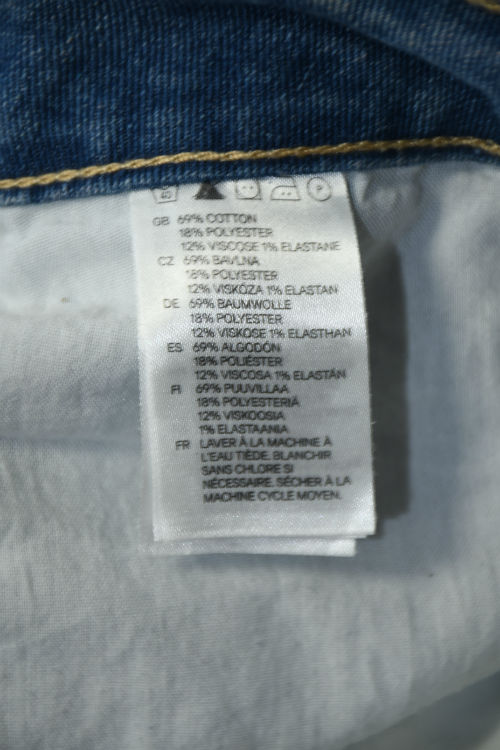 GB 69% COTTON
18% POLYESTER
12% VISCOSE 1% ELASTANE
CZ 69% BAVLNA
18% POLYESTER
12% VISKÓZA 1% ELASTAN
DE 69% BAUMWOLLE
18% POLYESTER
12% VISKOSE 1% ELASTHAN
ES 69% ALGODÓN
18% POLIÉSTER
12% VISCOSA 1% ELASTÁN
FI 69% PUUVILLAA
18% POLYESTERIÄ
12% VISKOOSIA
1% ELASTAANIA
FR LAVER À LA MACHINE À
L'EAU TIÈDE. BLANCHIR
SANS CHLORE SI
NÉCESSAIRE. SÉCHER À LA
MACHINE CYCLE MOYEN.